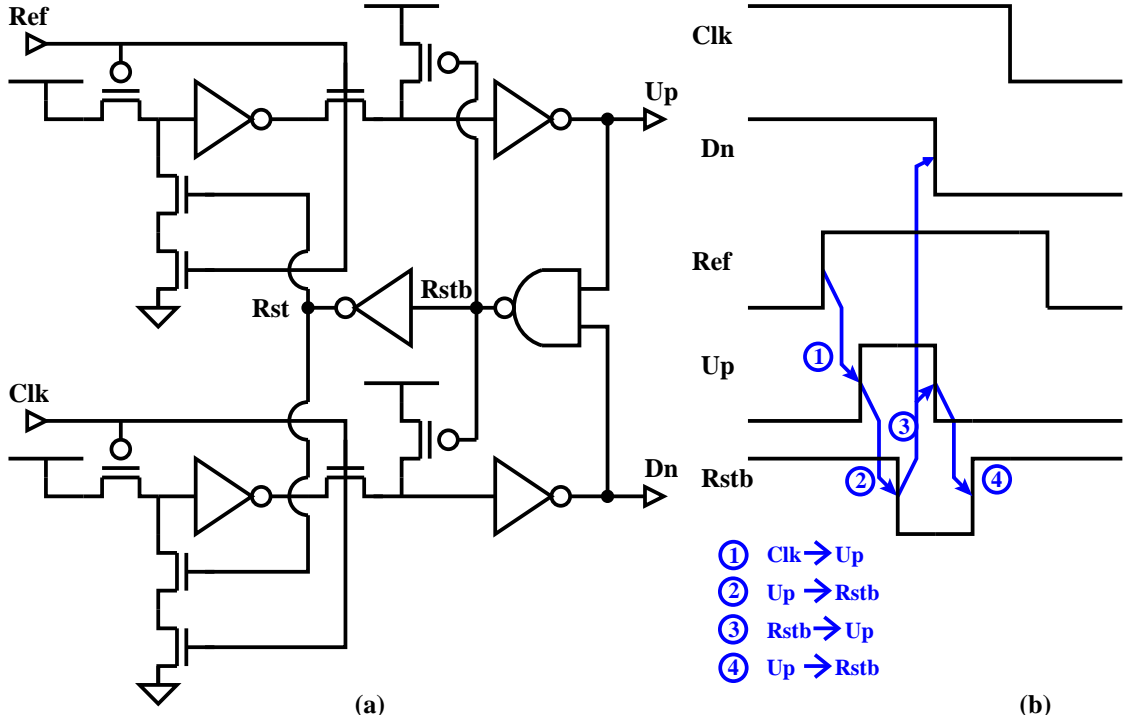 Ref
Up
Rst
Rstb
Clk
Dn
(a)
Clk
Dn
Ref
Up
Rstb
1
2
3
4
1 Clk → Up
2 Up → Rstb
3 Rstb → Up
4 Up → Rstb
(b)